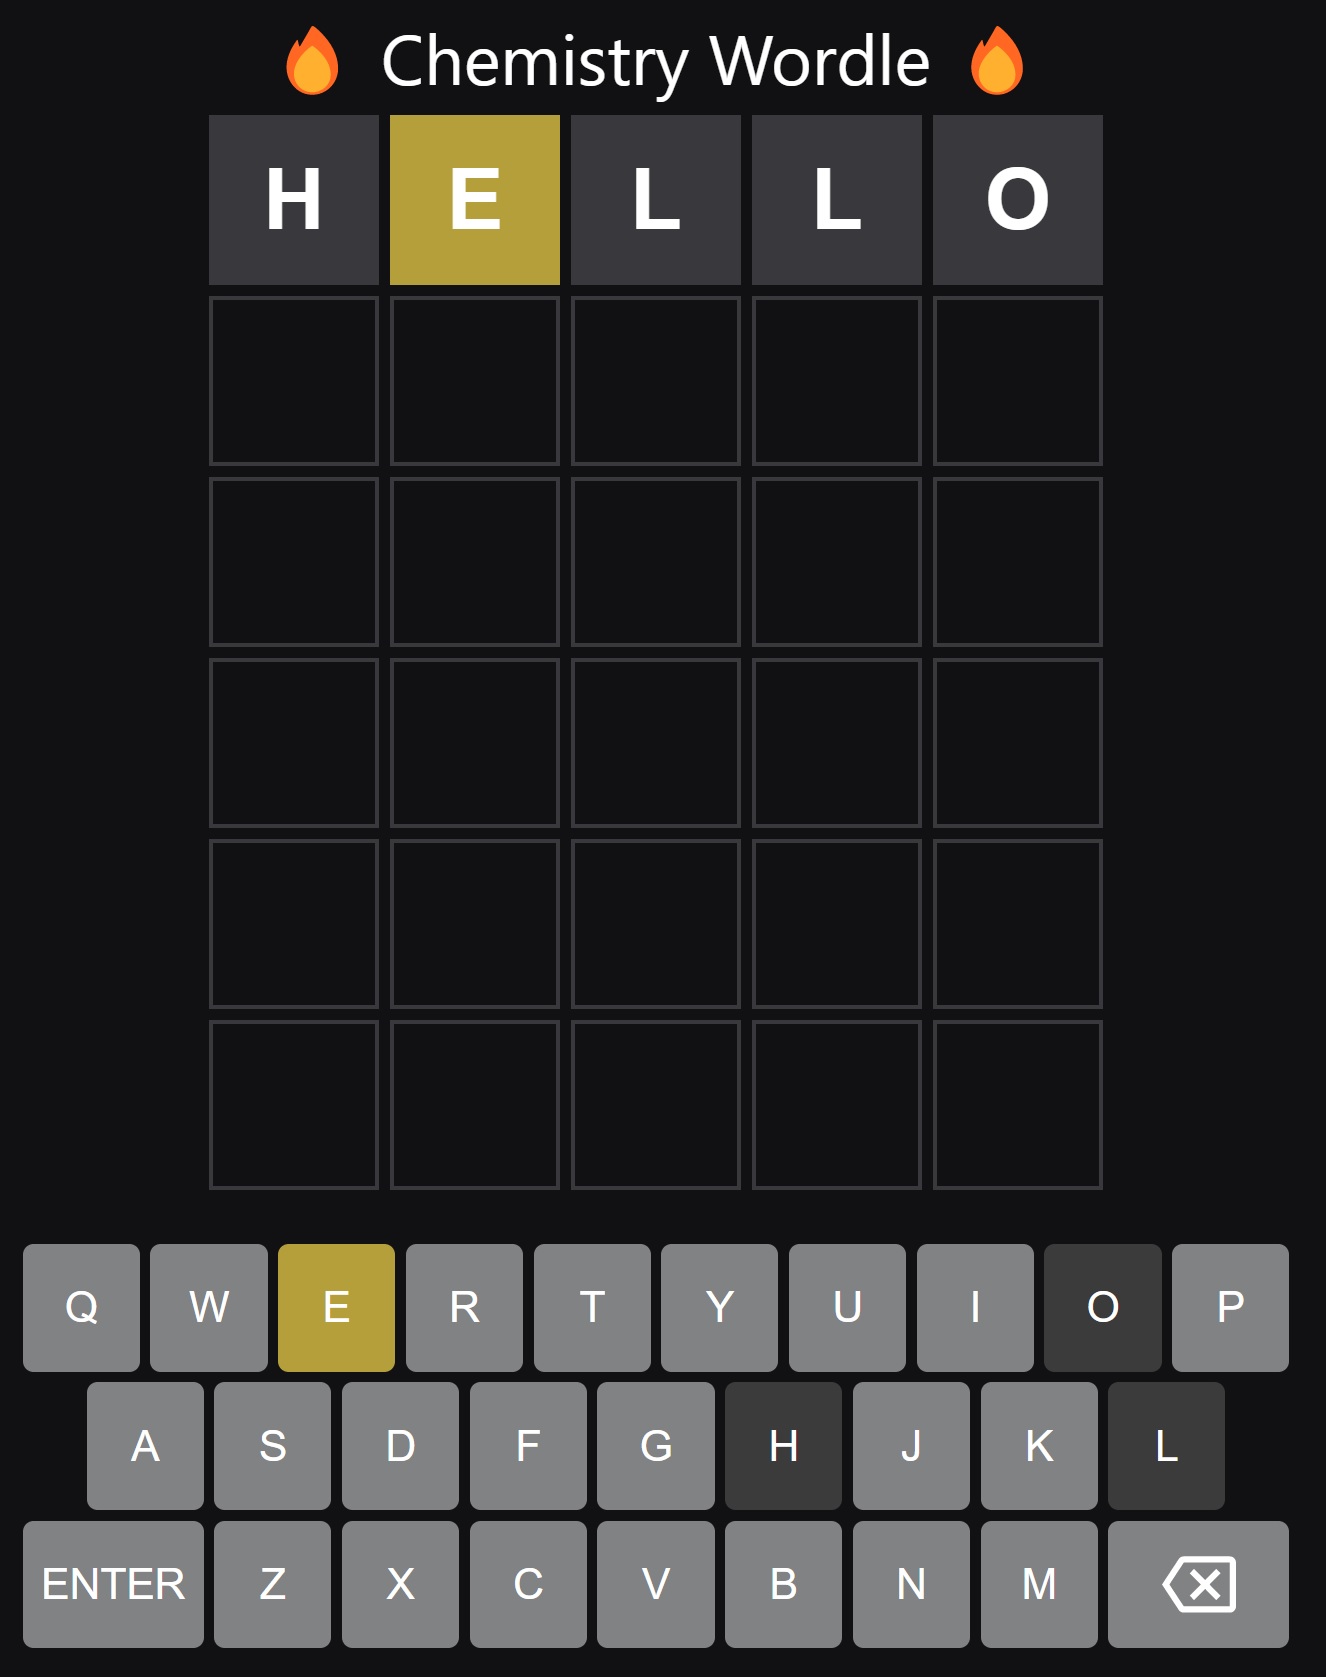 Chemistry Wordle
H E L L O
Q W E R T Y U I O P
A S D F G H J K L
ENTER Z X C V B N M